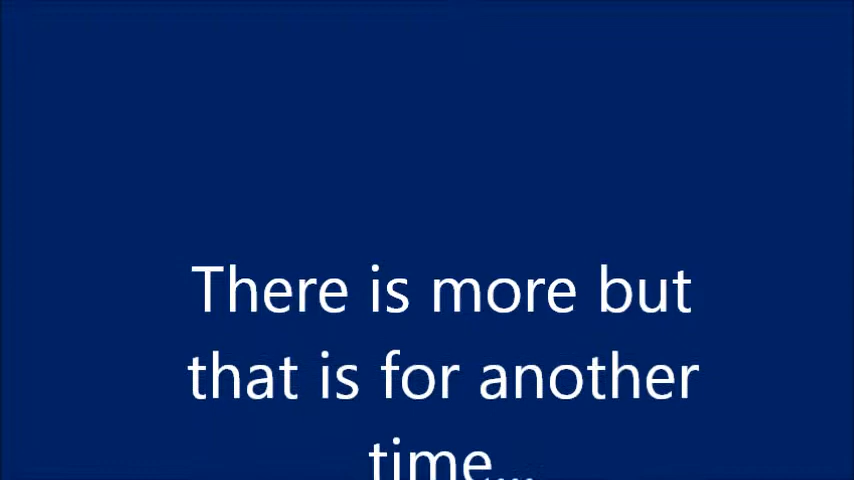 There is more but
that is for another
time....